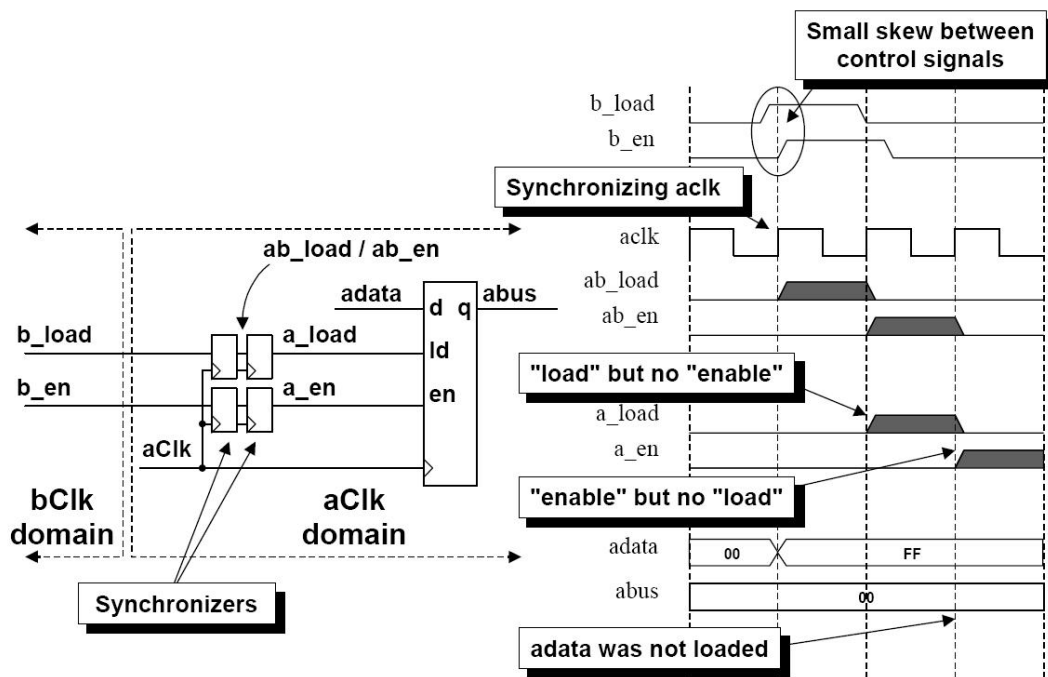 Small skew between
control signals
b_load
b_en
Synchronizing aclk
aclk
ab_load
ab_en
"load" but no "enable"
a_load
a_en
"enable" but no "load"
adata
00
FF
abus
00
adata was not loaded
ab_load / ab_en
adata
d q
abus
b_load
a_load
ld
b_en
a_en
en
aClk
bClk
domain
aClk
domain
Synchronizers